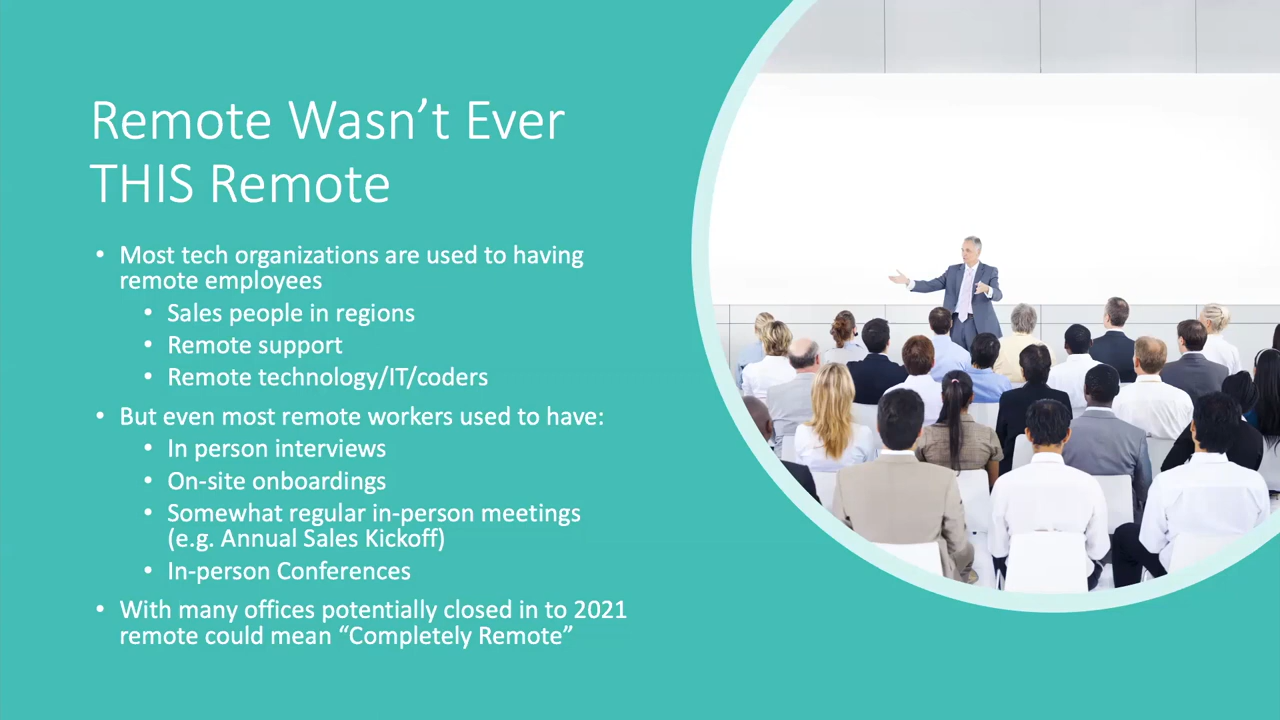 Remote Wasn’t Ever
THIS Remote
• Most tech organizations are used to having
remote employees
• Sales people in regions
• Remote support
• Remote technology/IT/coders
• But even most remote workers used to have:
• In person interviews
• On-site onboardings
• Somewhat regular in-person meetings
(e.g. Annual Sales Kickoff)
• In-person Conferences
• With many offices potentially closed in to 2021
remote could mean “Completely Remote”